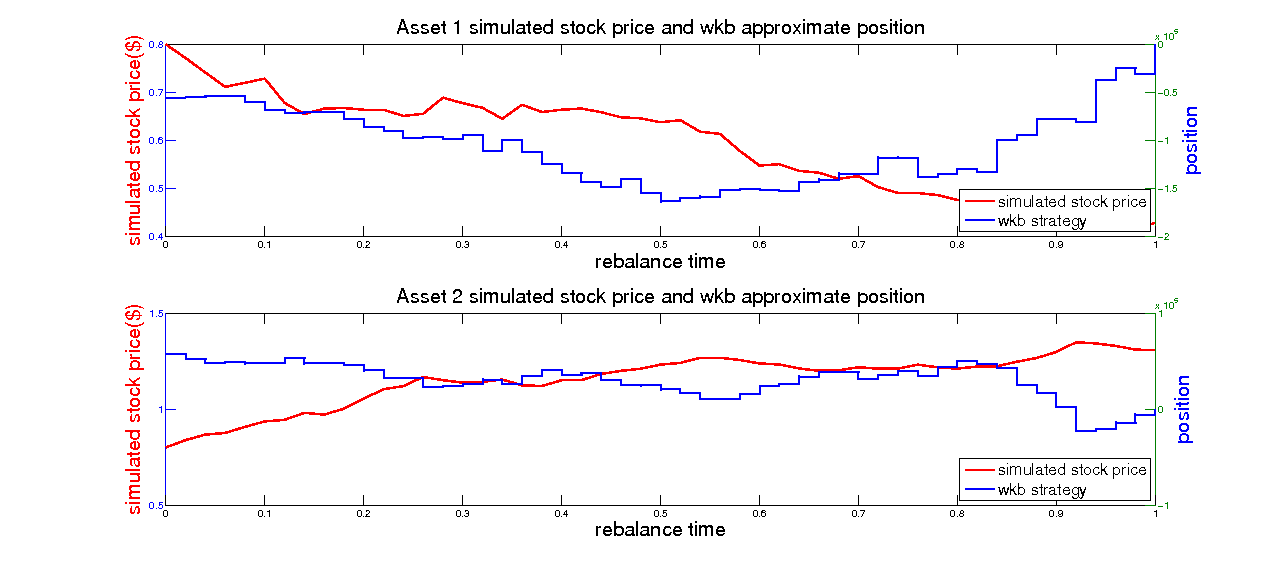 Asset 1 simulated stock price and wkb approximate position
simulated stock price($)
0.8
0.7
0.6
0.5
0.4
0
-0.5
-1
-1.5
-2
position
simulated stock price
wkb strategy
0 0.1 0.2 0.3 0.4 0.5 0.6 0.7 0.8 0.9 1
rebalance time
Asset 2 simulated stock price and wkb approximate position
simulated stock price($)
1.5
1
0.5
1
0
-1
position
simulated stock price
wkb strategy
0 0.1 0.2 0.3 0.4 0.5 0.6 0.7 0.8 0.9 1
rebalance time